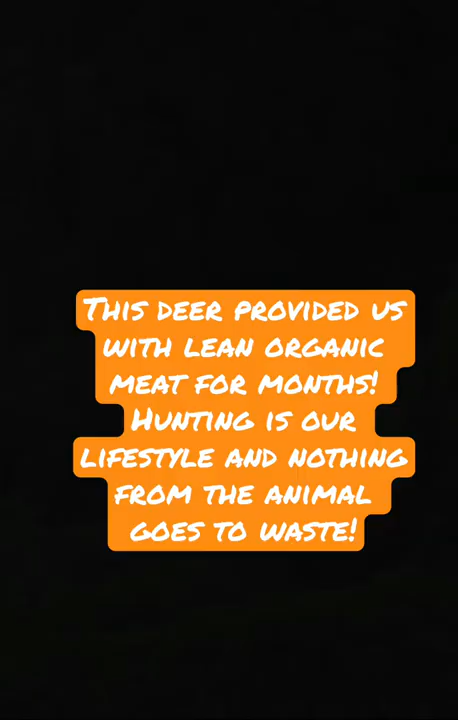 This deer provided us
with lean organic
meat for months!
Hunting is our
lifestyle and nothing
from the animal
goes to waste!